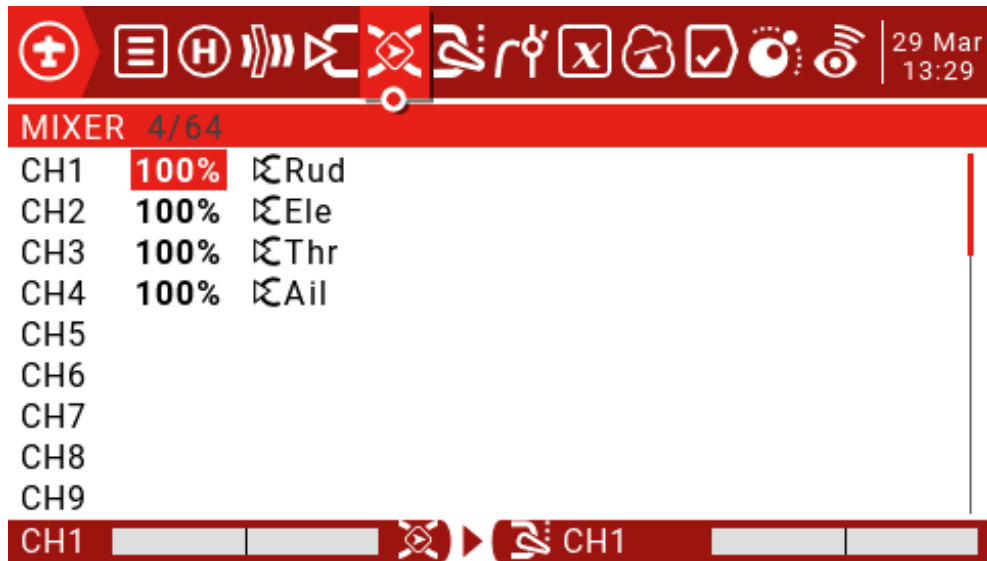 29 Mar
13:29
MIXER 4/64
CH1 100% Rud
CH2 100% Ele
CH3 100% Thr
CH4 100% Ail
CH5
CH6
CH7
CH8
CH9
CH1 CH1